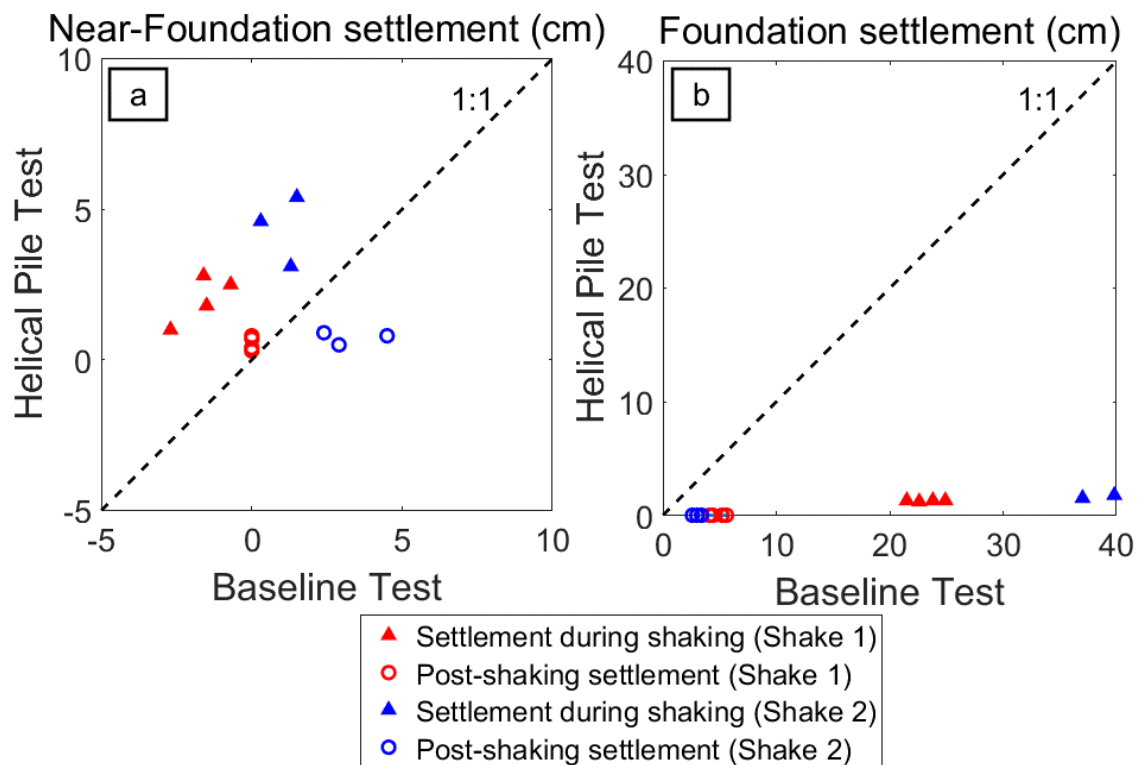 Near-Foundation settlement (cm)
10
5
0
-5
-5
0
5
10
a
1:1
Helical Pile Test
Baseline Test
Foundation settlement (cm)
40
30
20
10
0
0
10
20
30
40
b
1:1
Helical Pile Test
Baseline Test
Settlement during shaking (Shake 1)
Post-shaking settlement (Shake 1)
Settlement during shaking (Shake 2)
Post-shaking settlement (Shake 2)